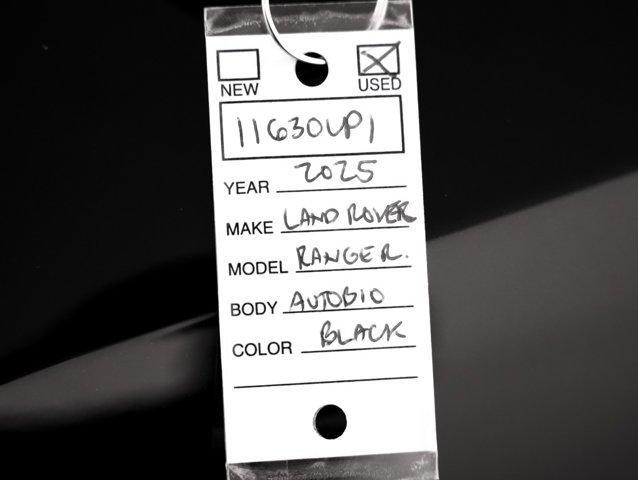 NEW USED
11630UP1
YEAR 2025
MAKE LAND ROVER
MODEL RANGE R.
BODY AUTOBIO
COLOR BLACK